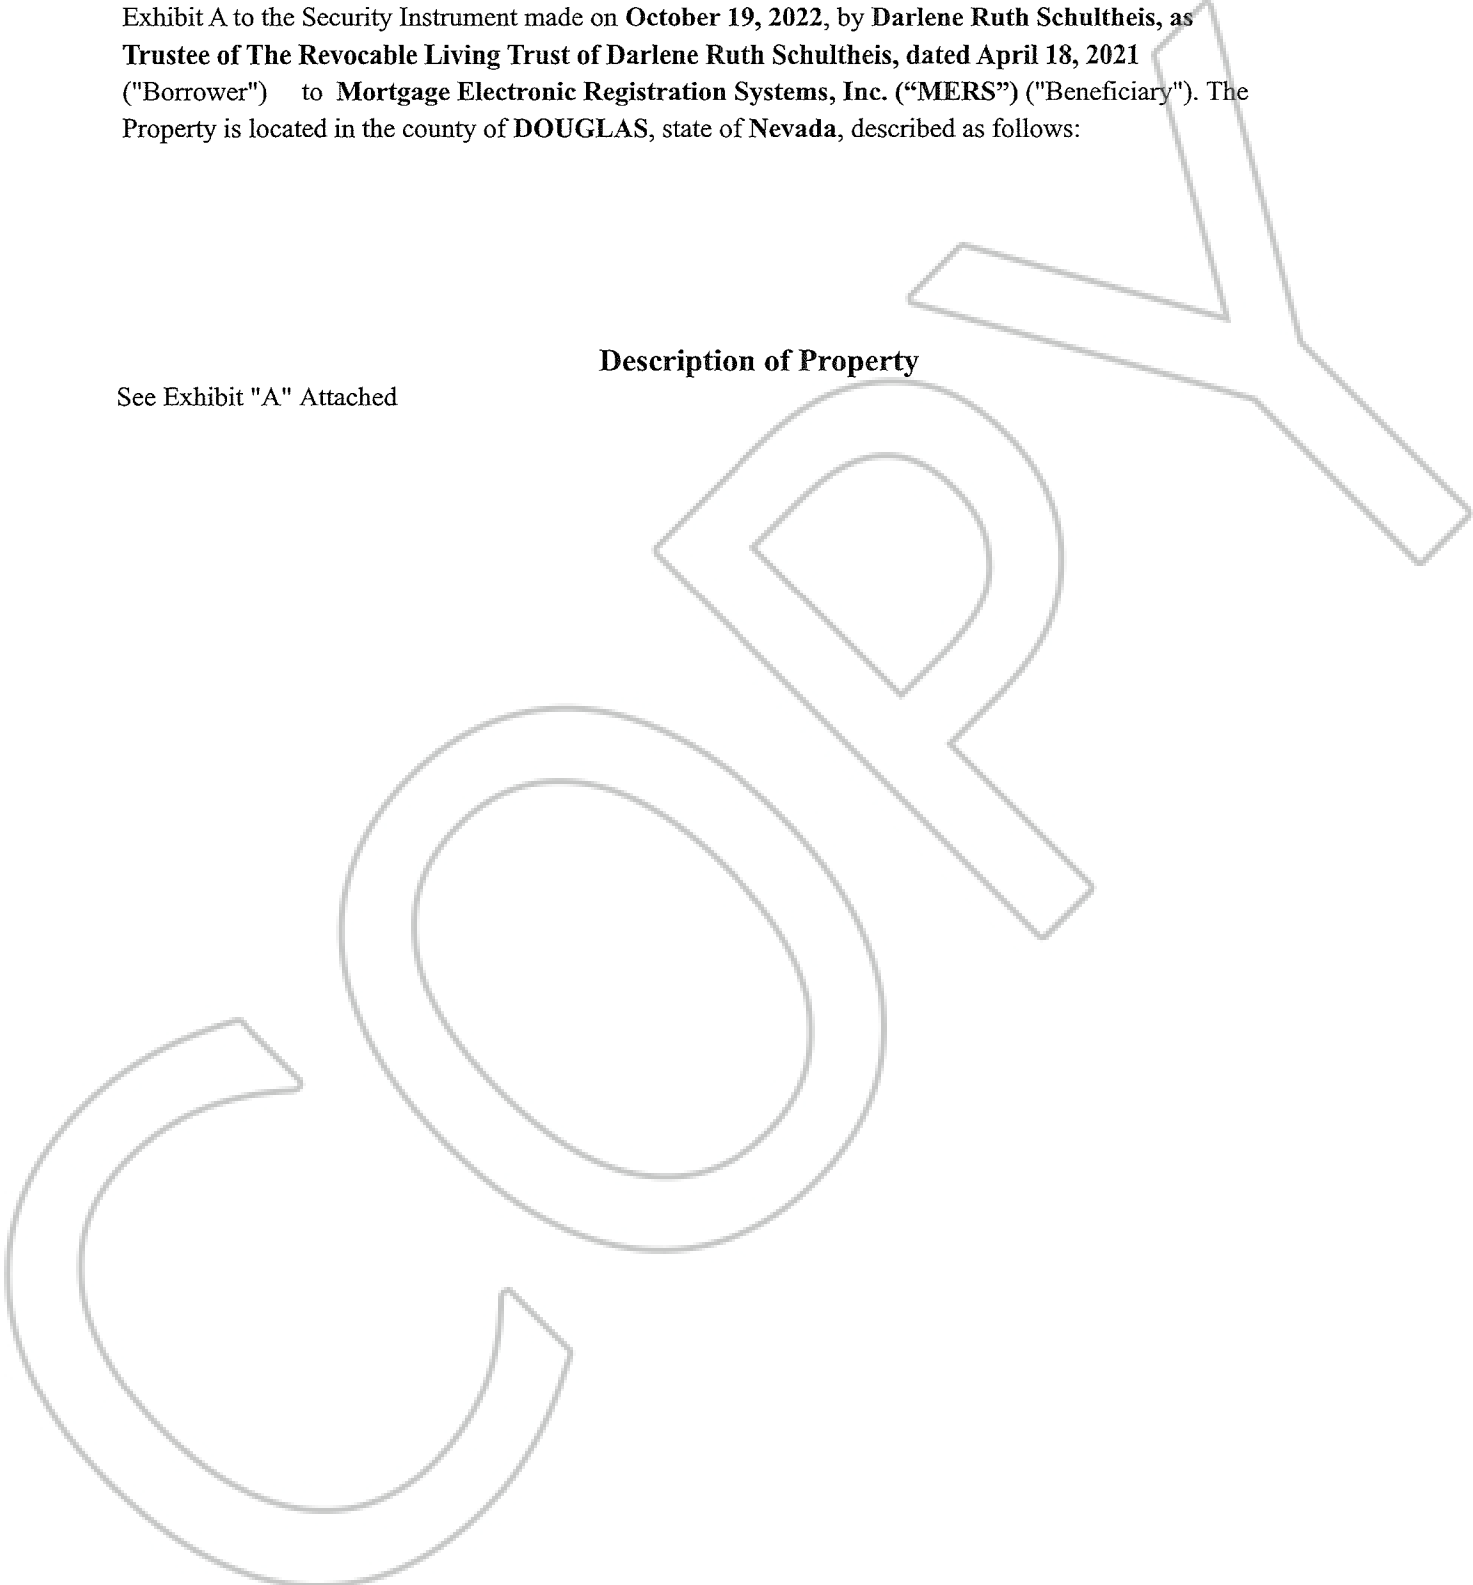 Exhibit A to the Security Instrument made on October 19, 2022, by Darlene Ruth Schultheis, as
Trustee of The Revocable Living Trust of Darlene Ruth Schultheis, dated April 18, 2021
("Borrower") to Mortgage Electronic Registration Systems, Inc. (“MERS”) ("Beneficiary"). The
Property is located in the county of DOUGLAS, state of Nevada, described as follows:
Description of Property
See Exhibit "A" Attached
COPY